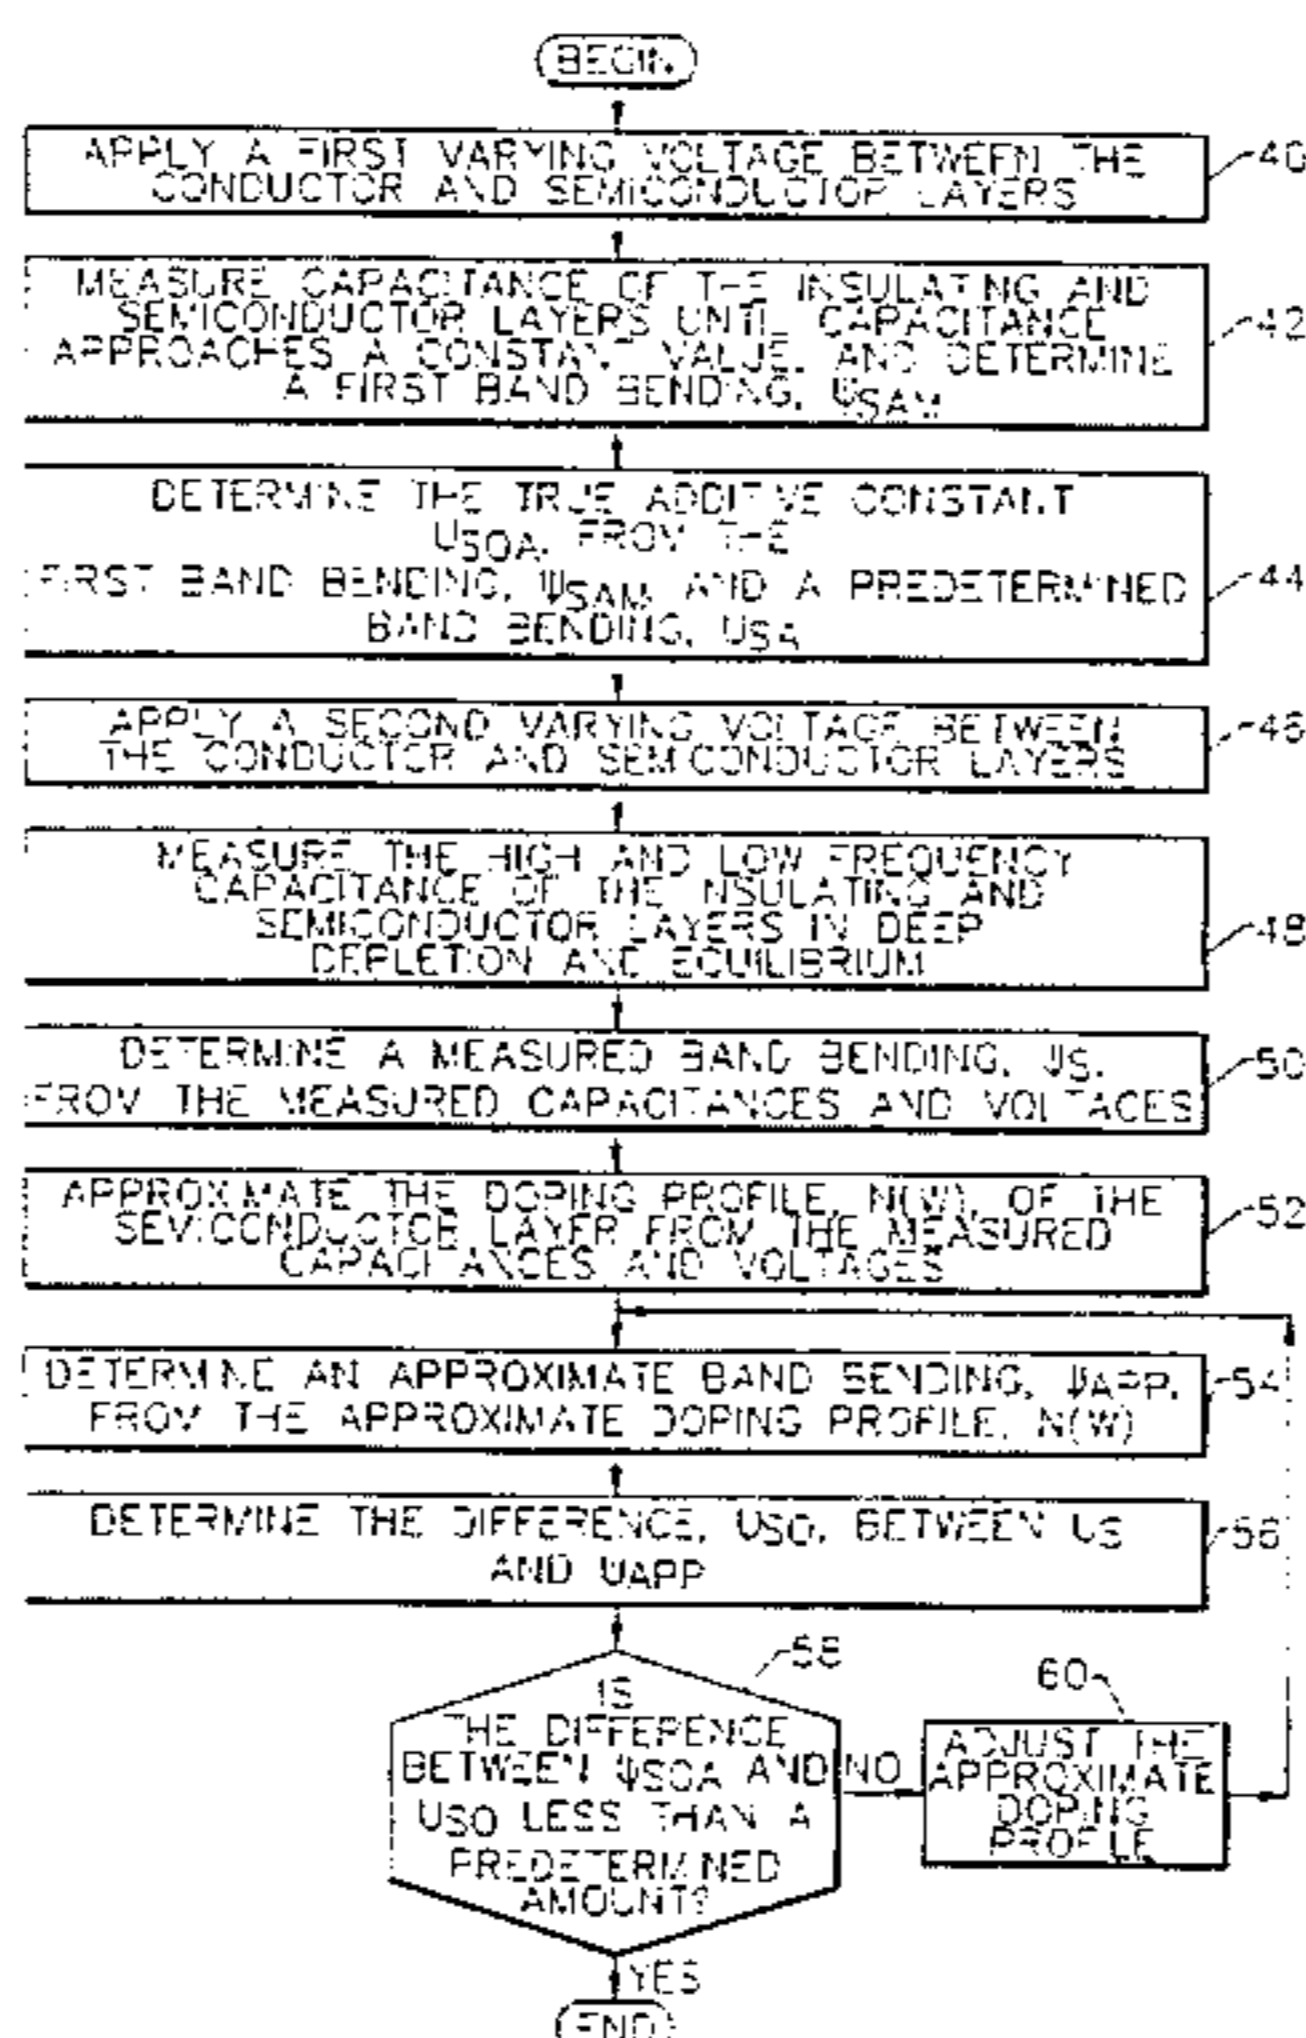 BEGIN
APPLY A FIRST VARYING VOLTAGE BETWEEN THE
CONDUCTOR AND SEMICONDUCTOR LAYERS
40
MEASURE CAPACITANCE OF THE INSULATING AND
SEMICONDUCTOR LAYERS UNTIL CAPACITANCE
APPROACHES A CONSTANT VALUE, AND DETERMINE
A FIRST BAND BENDING, ΨSAM
42
DETERMINE THE TRUE ADDITIVE CONSTANT
ΨSOA, FROM THE
FIRST BAND BENDING, ΨSAM, AND A PREDETERMINED
BAND BENDING, ΨSA
44
APPLY A SECOND VARYING VOLTAGE BETWEEN
THE CONDUCTOR AND SEMICONDUCTOR LAYERS
46
MEASURE THE HIGH AND LOW FREQUENCY
CAPACITANCE OF THE INSULATING AND
SEMICONDUCTOR LAYERS IN DEEP
DEPLETION AND EQUILIBRIUM
48
DETERMINE A MEASURED BAND BENDING, ΨS,
FROM THE MEASURED CAPACITANCES AND VOLTAGES
50
APPROXIMATE THE DOPING PROFILE, N(W), OF THE
SEMICONDUCTOR LAYER FROM THE MEASURED
CAPACITANCES AND VOLTAGES
52
DETERMINE AN APPROXIMATE BAND BENDING, ΨAPP,
FROM THE APPROXIMATE DOPING PROFILE, N(W)
54
DETERMINE THE DIFFERENCE, ΨSO, BETWEEN ΨS
AND ΨAPP
56
58
IS
THE DIFFERENCE
BETWEEN ΨSOA AND
ΨSO LESS THAN A
PREDETERMINED
AMOUNT?
NO
60
ADJUST THE
APPROXIMATE
DOPING
PROFILE
YES
END